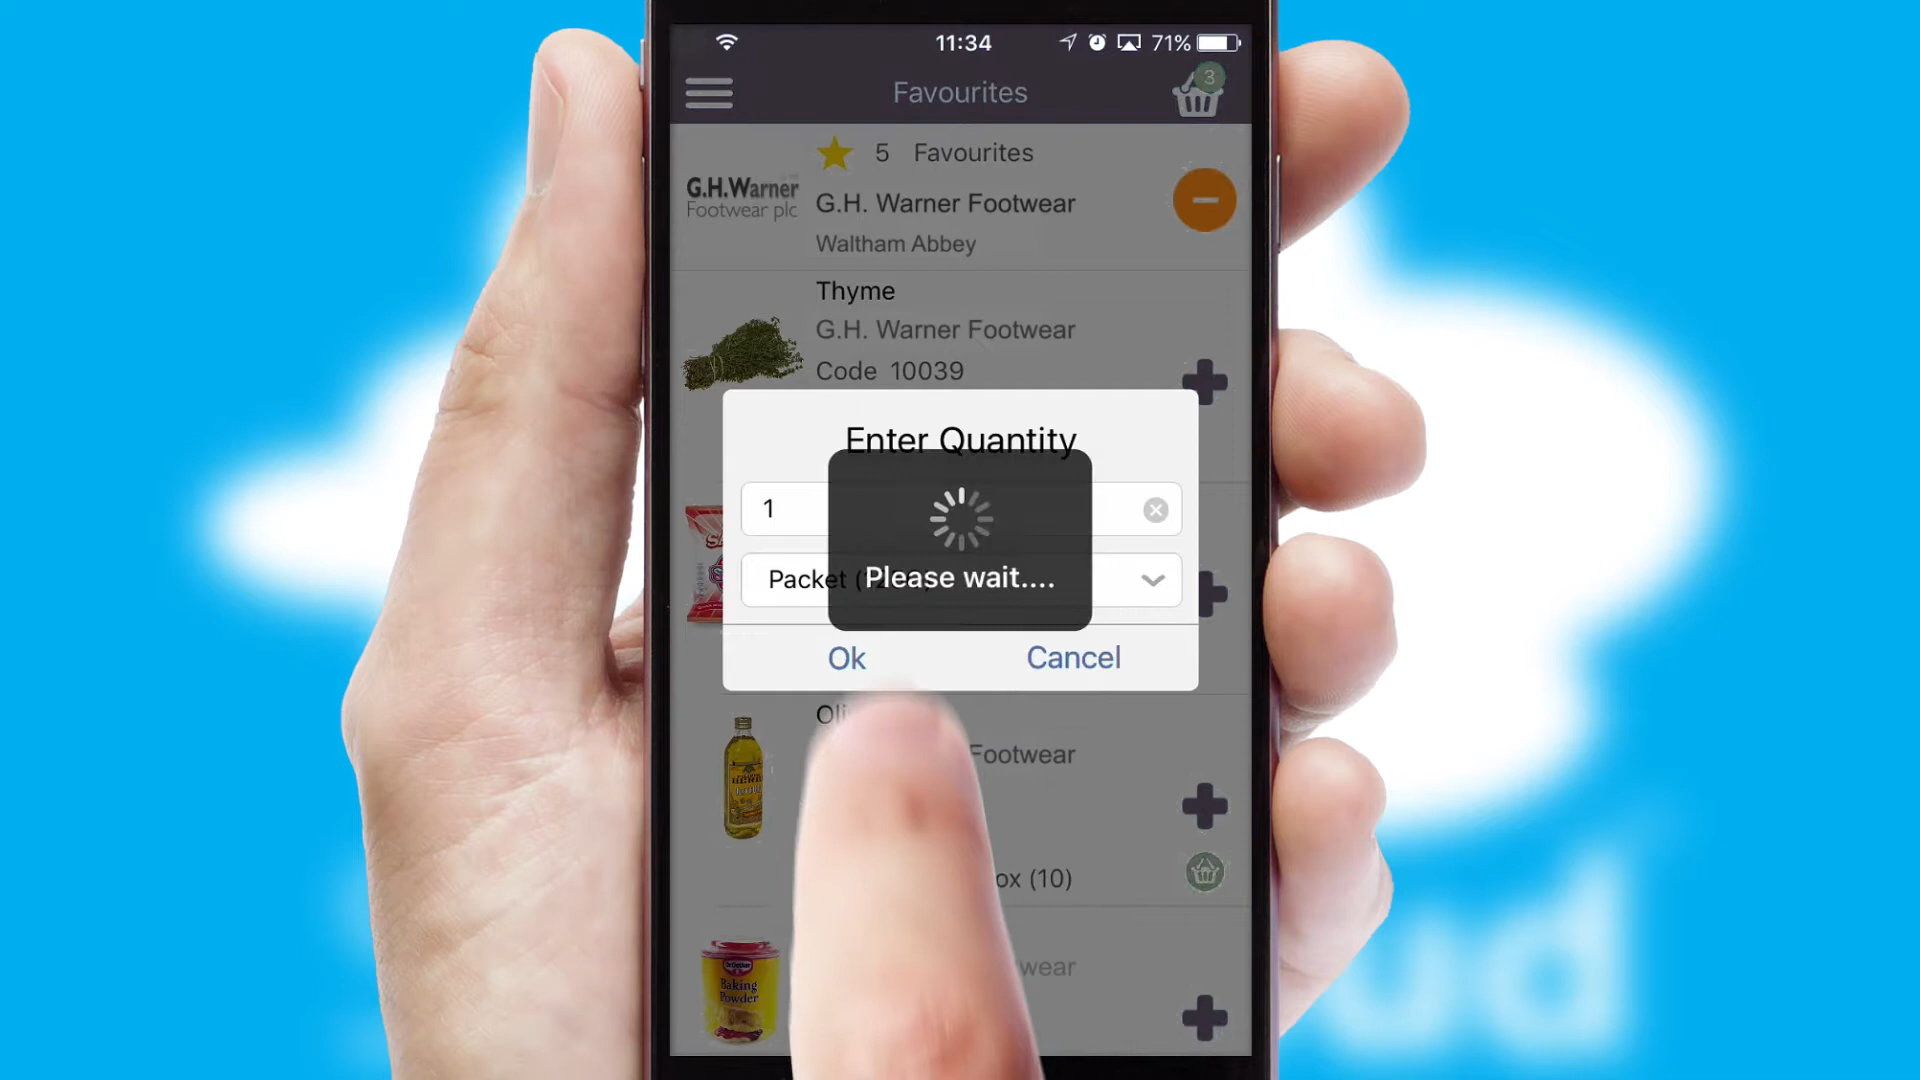 11:34
71%
Favourites
3
5 Favourites
G.H.Warner
Footwear plc
G.H. Warner Footwear
Waltham Abbey
Thyme
G.H. Warner Footwear
Code 10039
Enter Quantity
1
Packet
Please wait....
Ok
Cancel
Footwear
ox (10)
Baking
Powder
wear
ud